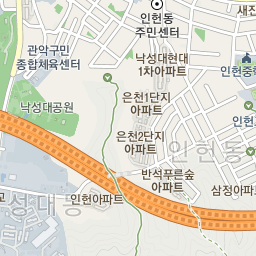 인헌동
주민센터
새진
관악구민
종합체육센터
낙성대현대
1차아파트
인헌중
낙성대공원
은천1단지
아파트
은천2단지
아파트
인헌동
인헌
반석푸른숲
아파트
삼정아파트
인헌아파트
성대동